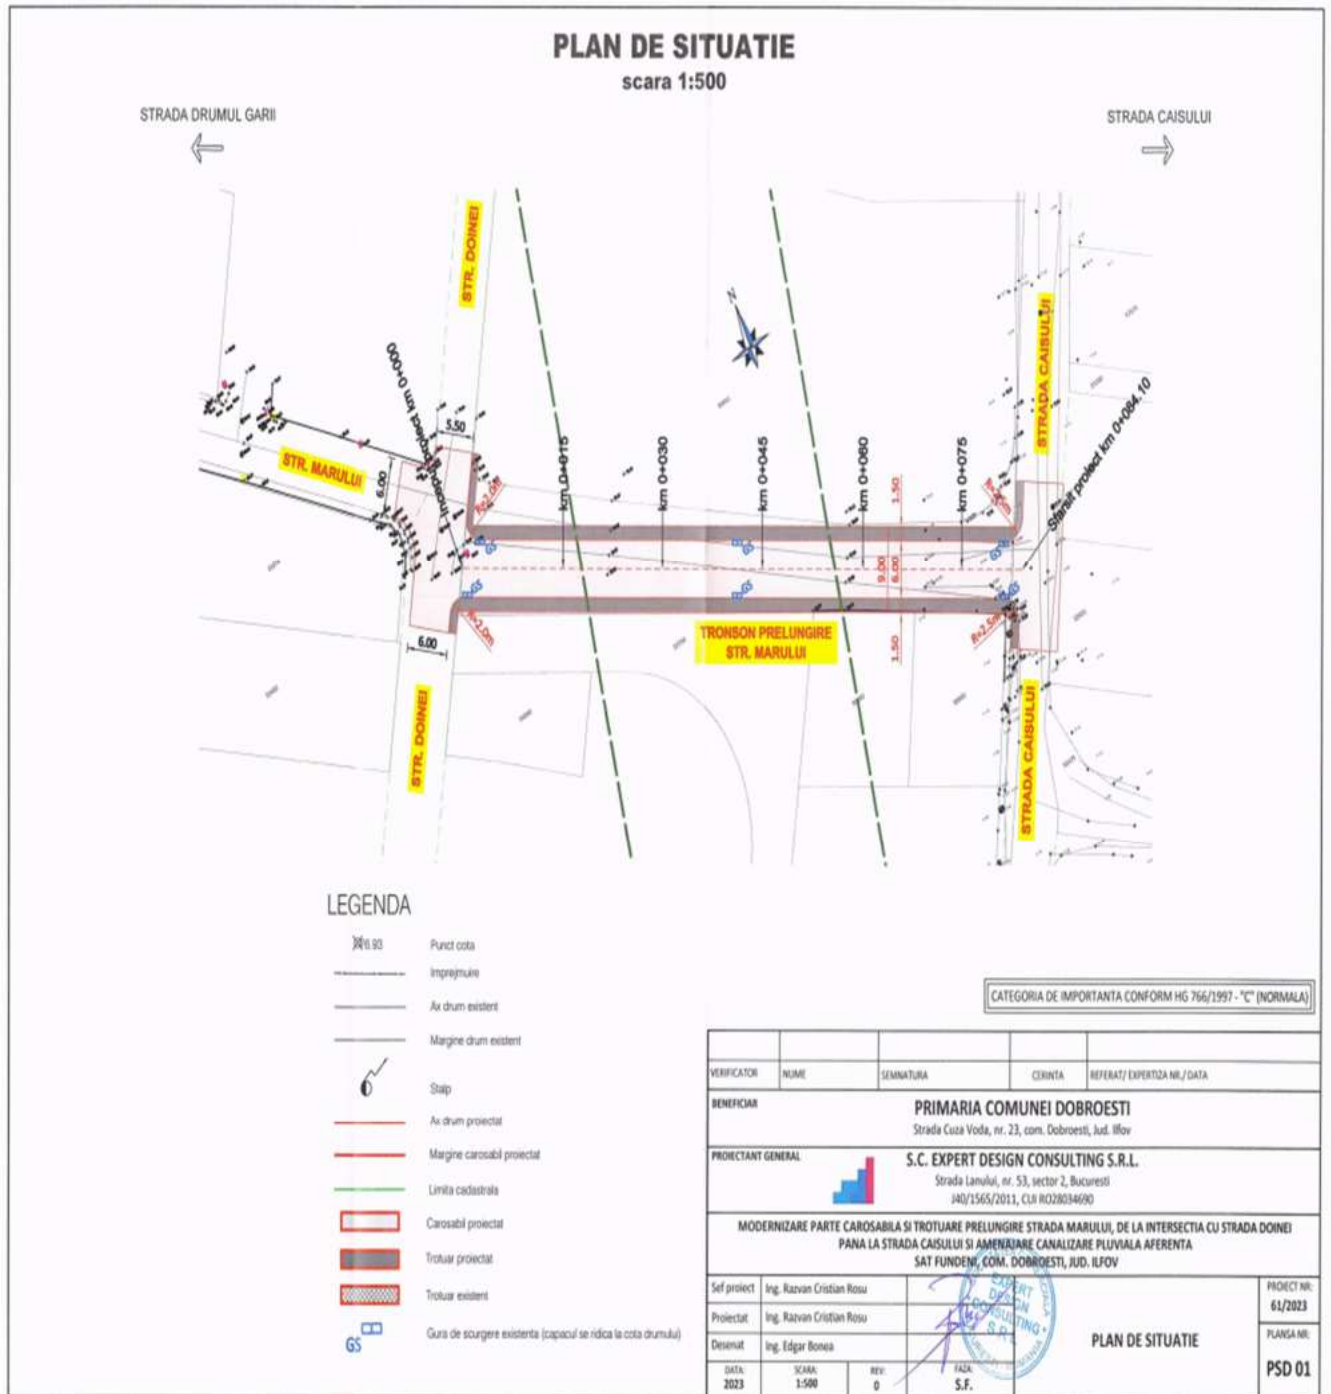 PLAN DE SITUATIE
scara 1:500
STRADA DRUMUL GARII
STRADA CAISULUI
STR. DOINEI
STRADA CAISULUI
N
Inceput proiect km 0+000
Sfarsit proiect km 0+084.10
5.50
STR. MARULUI
6.00
R=2.0m
km 0+015
km 0+030
km 0+045
km 0+060
km 0+075
1.50
GS
GS
GS
9.00
6.00
GS
GS
GS
R=2.0m
R=2.5m
6.00
1.50
TRONSON PRELUNGIRE
STR. MARULUI
STR. DOINEI
STRADA CAISULUI
LEGENDA
Punct cota
Imprejmuire
Ax drum existent
Margine drum existent
Stalp
Ax drum proiectat
Margine carosabil proiectat
Limita cadastrala
Carosabil proiectat
Trotuar proiectat
Trotuar existent
GS Gura de scurgere existenta (capacul se ridica la cota drumului)
CATEGORIA DE IMPORTANTA CONFORM HG 766/1997 - "C" (NORMALA)
VERIFICATOR NUME SEMNATURA CERINTA REFERAT/ EXPERTIZA NR./ DATA
BENEFICIAR
PRIMARIA COMUNEI DOBROESTI
Strada Cuza Voda, nr. 23, com. Dobroesti, Jud. Ilfov
PROIECTANT GENERAL
S.C. EXPERT DESIGN CONSULTING S.R.L.
Strada Lanului, nr. 53, sector 2, Bucuresti
J40/1565/2011, CUI RO28034690
MODERNIZARE PARTE CAROSABILA SI TROTUARE PRELUNGIRE STRADA MARULUI, DE LA INTERSECTIA CU STRADA DOINEI
PANA LA STRADA CAISULUI SI AMENAJARE CANALIZARE PLUVIALA AFERENTA
SAT FUNDENI, COM. DOBROESTI, JUD. ILFOV
Sef proiect Ing. Razvan Cristian Rosu
Proiectat Ing. Razvan Cristian Rosu
Desenat Ing. Edgar Bonea
EXPERT
DESIGN
CONSULTING
S.R.L.
PLAN DE SITUATIE
PROIECT NR:
61/2023
PLANSA NR:
PSD 01
DATA: SCARA: REV: FAZA:
2023 1:500 0 S.F.